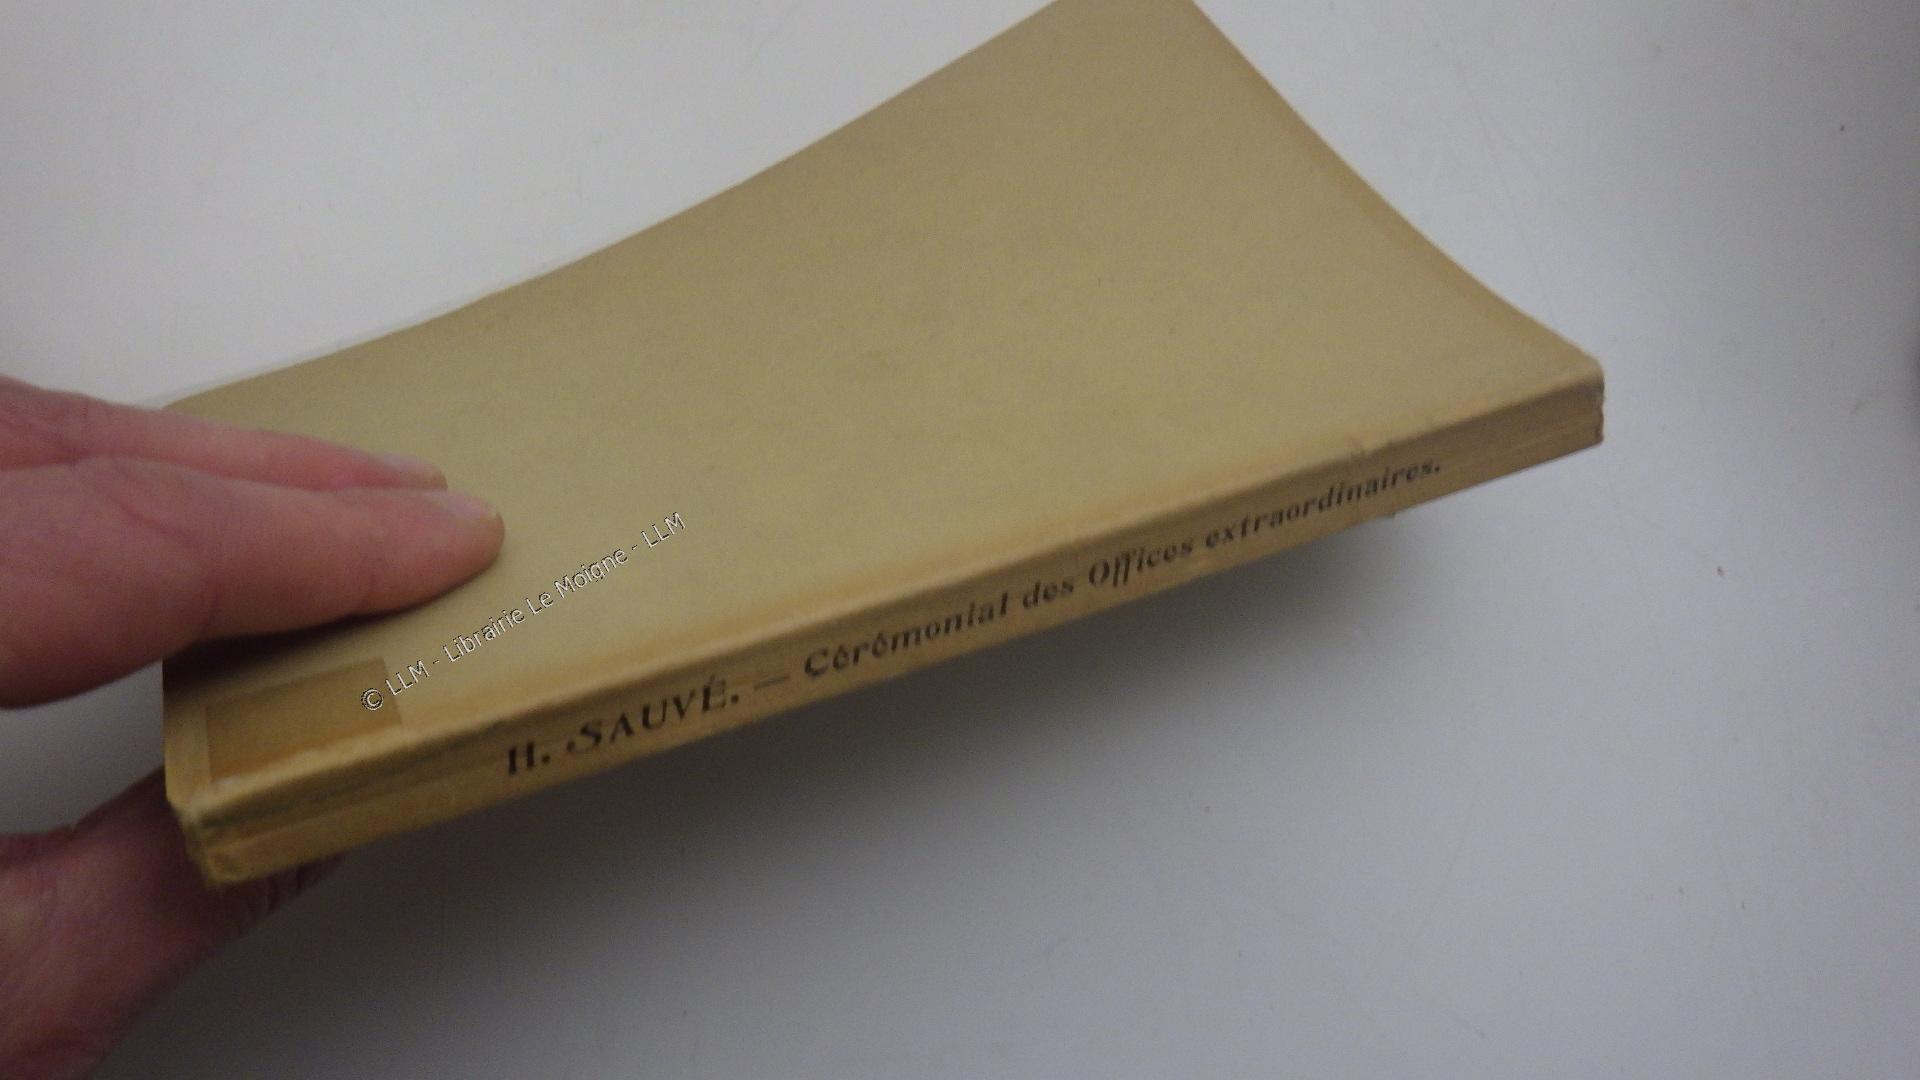 © LLM - Librairie Le Moigne - LLM
H. SAUVÉ. — Cérémonial des Offices extraordinaires.